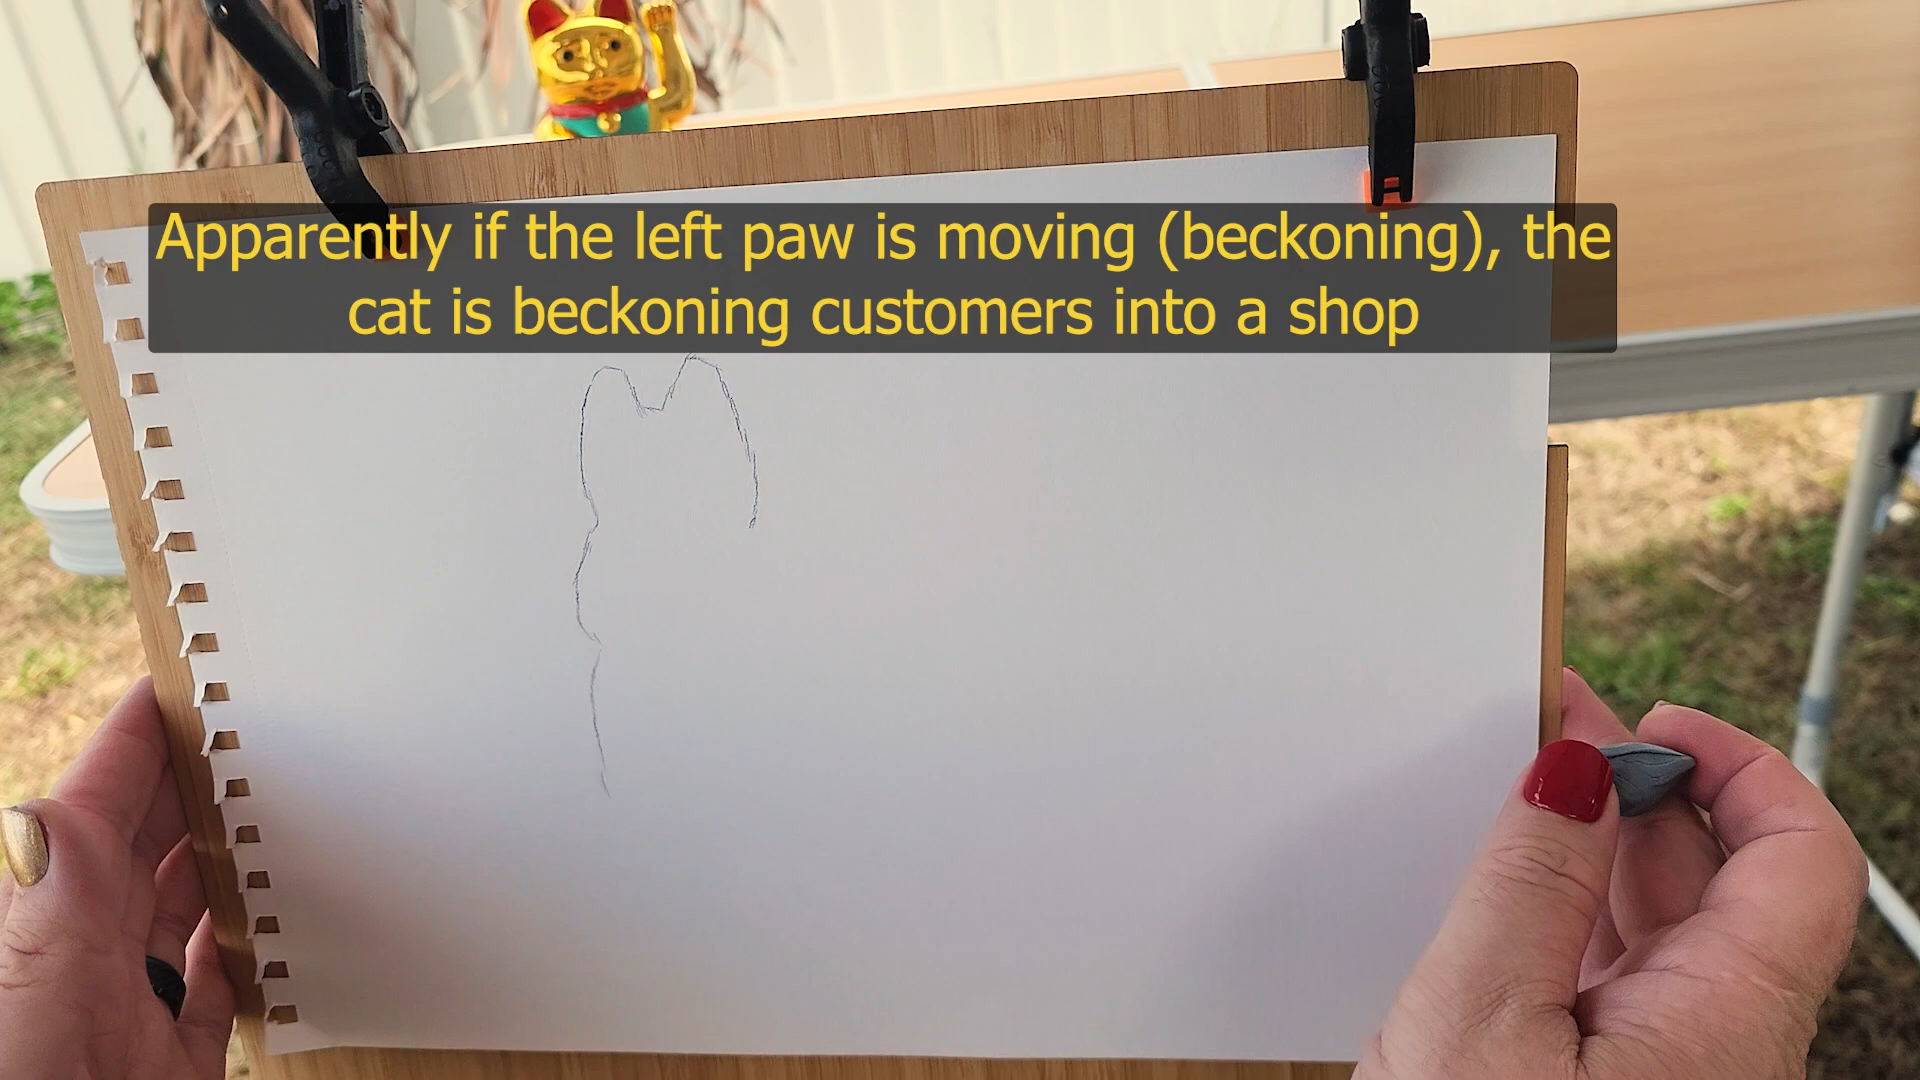 Apparently if the left paw is moving (beckoning), the
cat is beckoning customers into a shop